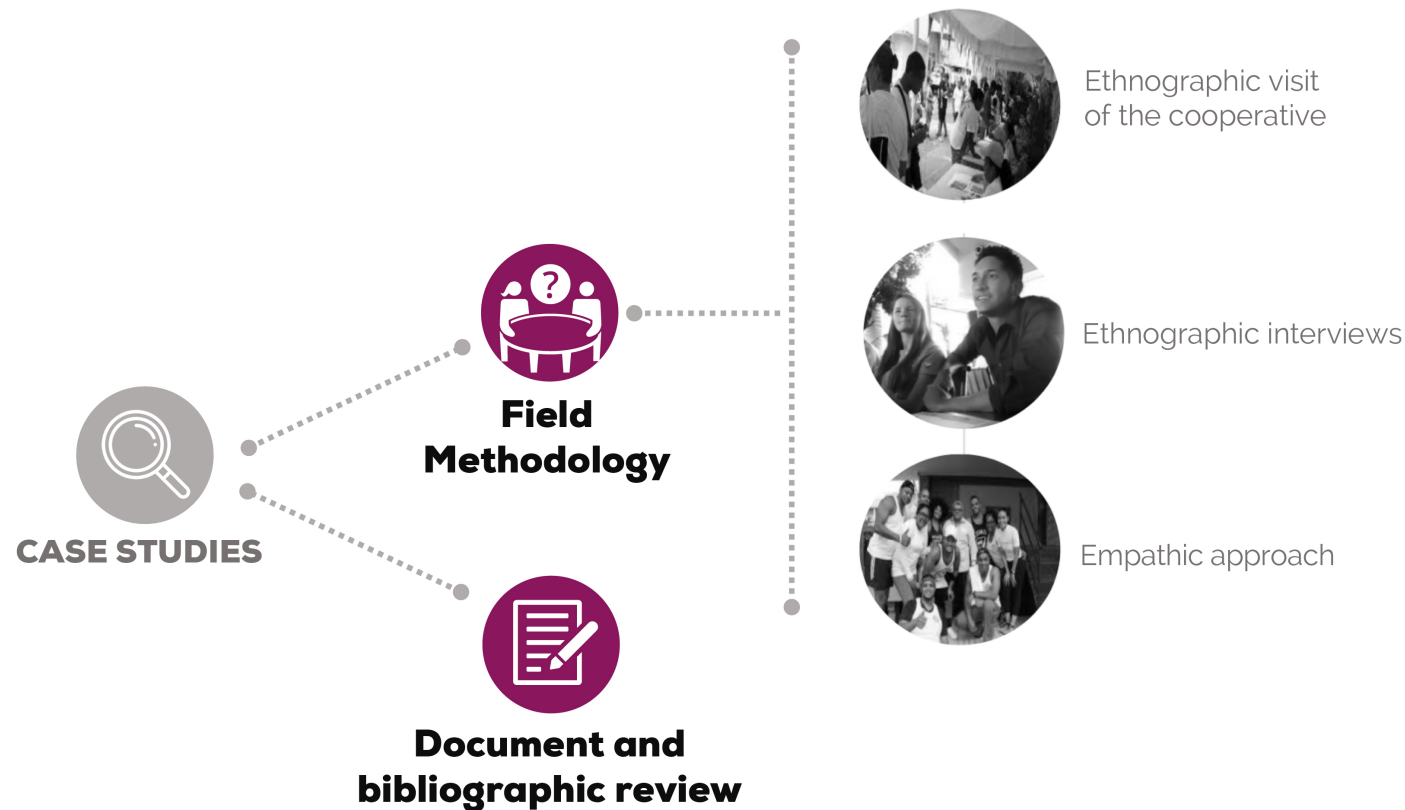 CASE STUDIES
?
Field
Methodology
Document and
bibliographic review
Ethnographic visit
of the cooperative
Ethnographic interviews
Empathic approach